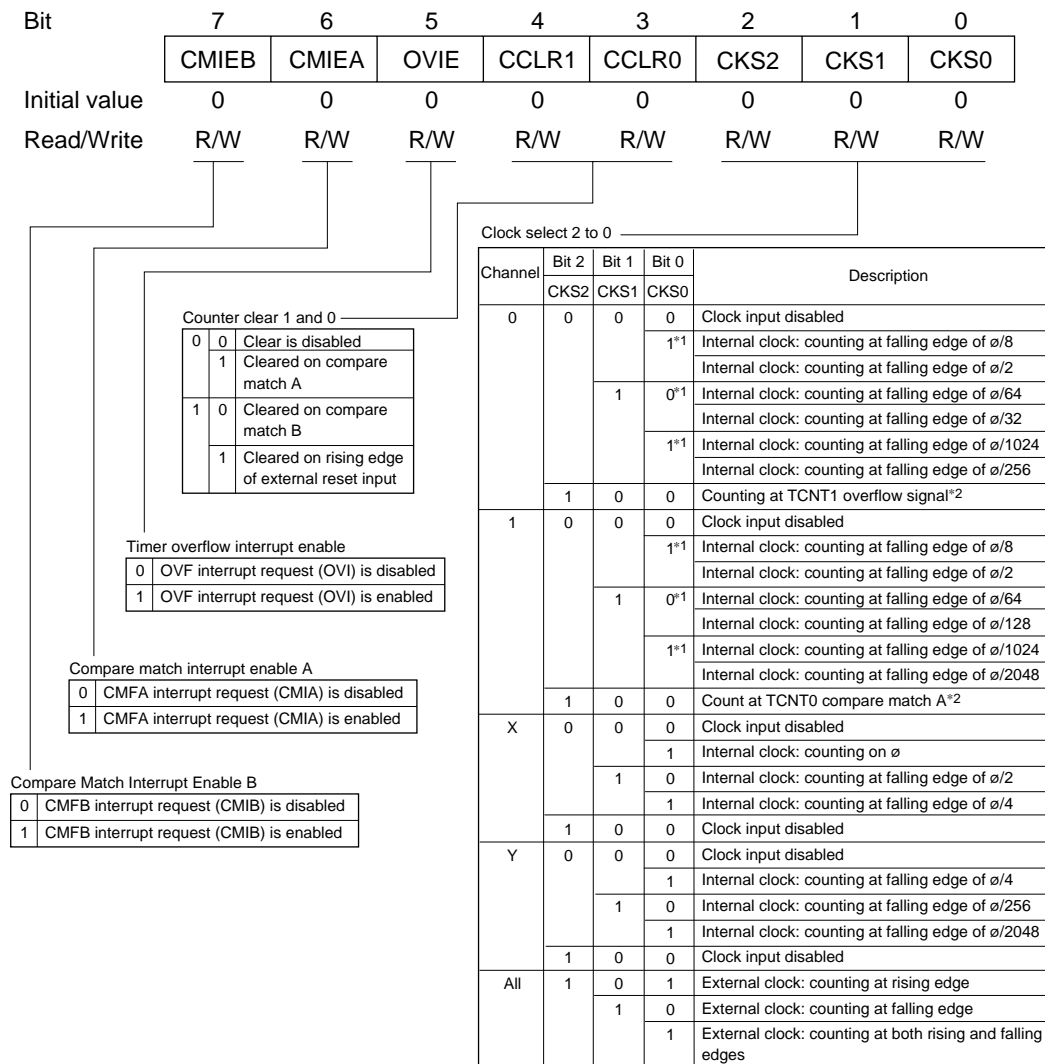 Bit 7 6 5 4 3 2 1 0
CMIEB CMIEA OVIE CCLR1 CCLR0 CKS2 CKS1 CKS0
Initial value 0 0 0 0 0 0 0 0
Read/Write R/W R/W R/W R/W R/W R/W R/W R/W
Counter clear 1 and 0
0 0 Clear is disabled
1 Cleared on compare
match A
1 0 Cleared on compare
match B
1 Cleared on rising edge
of external reset input
Timer overflow interrupt enable
0 OVF interrupt request (OVI) is disabled
1 OVF interrupt request (OVI) is enabled
Compare match interrupt enable A
0 CMFA interrupt request (CMIA) is disabled
1 CMFA interrupt request (CMIA) is enabled
Compare Match Interrupt Enable B
0 CMFB interrupt request (CMIB) is disabled
1 CMFB interrupt request (CMIB) is enabled
Clock select 2 to 0
Channel Bit 2 Bit 1 Bit 0 Description
CKS2 CKS1 CKS0
0 0 0 0 Clock input disabled
1*1 Internal clock: counting at falling edge of ø/8
Internal clock: counting at falling edge of ø/2
1 0*1 Internal clock: counting at falling edge of ø/64
Internal clock: counting at falling edge of ø/32
1*1 Internal clock: counting at falling edge of ø/1024
Internal clock: counting at falling edge of ø/256
1 0 0 Counting at TCNT1 overflow signal*2
1 0 0 0 Clock input disabled
1*1 Internal clock: counting at falling edge of ø/8
Internal clock: counting at falling edge of ø/2
1 0*1 Internal clock: counting at falling edge of ø/64
Internal clock: counting at falling edge of ø/128
1*1 Internal clock: counting at falling edge of ø/1024
Internal clock: counting at falling edge of ø/2048
1 0 0 Count at TCNT0 compare match A*2
X 0 0 0 Clock input disabled
1 Internal clock: counting on ø
1 0 Internal clock: counting at falling edge of ø/2
1 Internal clock: counting at falling edge of ø/4
1 0 0 Clock input disabled
Y 0 0 0 Clock input disabled
1 Internal clock: counting at falling edge of ø/4
1 0 Internal clock: counting at falling edge of ø/256
1 Internal clock: counting at falling edge of ø/2048
1 0 0 Clock input disabled
All 1 0 1 External clock: counting at rising edge
1 0 External clock: counting at falling edge
1 External clock: counting at both rising and falling
edges